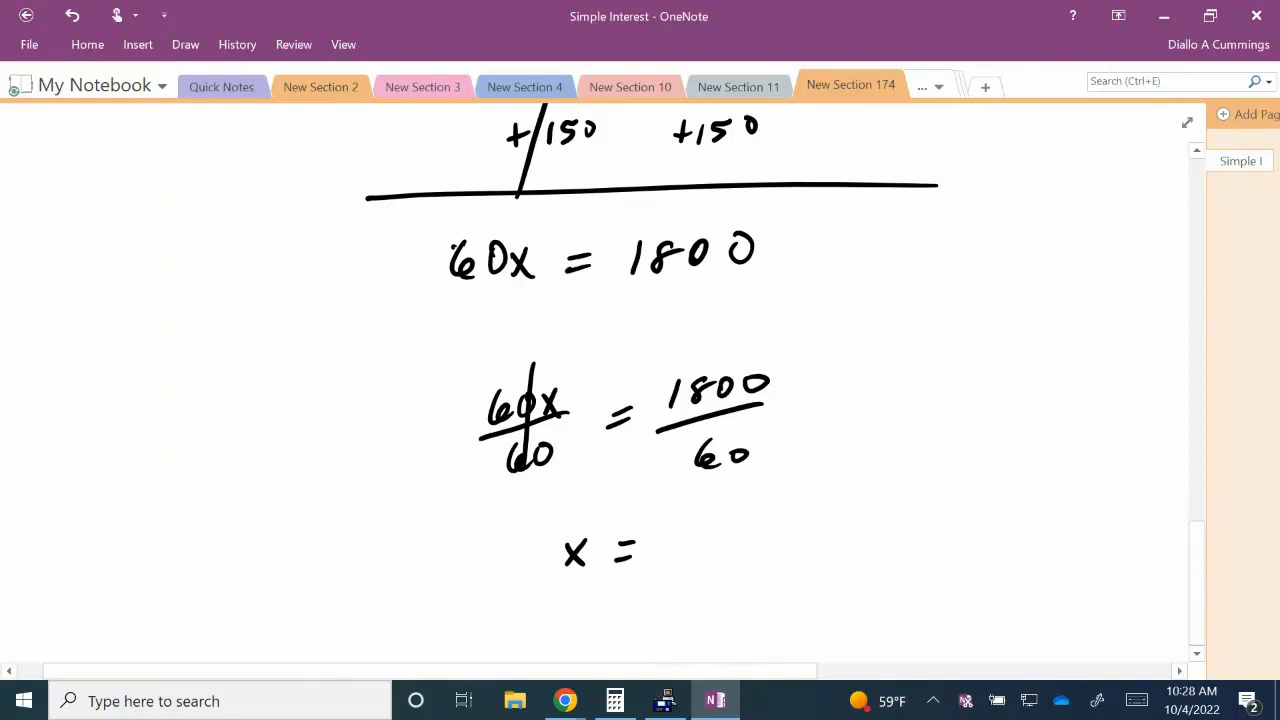 Simple Interest - OneNote
?
File Home Insert Draw History Review View
Diallo A Cummings
My Notebook
Quick Notes
New Section 2
New Section 3
New Section 4
New Section 10
New Section 11
New Section 174
...
+
Search (Ctrl+E)
Add Pag
Simple I
+150 +150
60x = 1800
60x/60 = 1800/60
x =
Type here to search
59°F
10:28 AM
10/4/2022
2